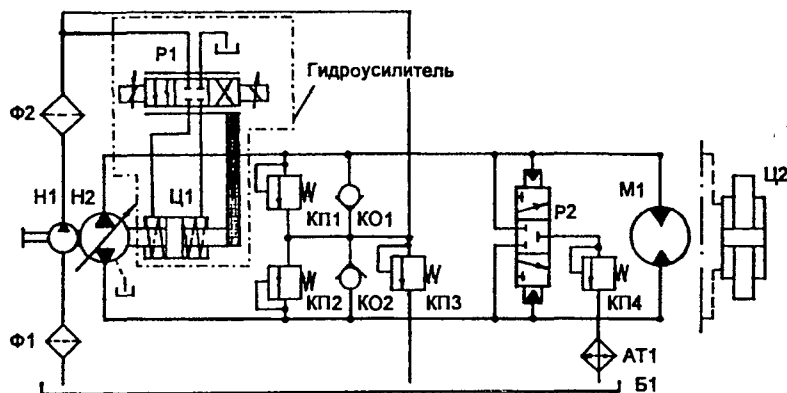 Р1
Гидроусилитель
Ф2
Н1 Н2
Ц1
КП1 КО1
М1
Ц2
Р2
КП2 КО2
КП3
КП4
Ф1
АТ1
Б1